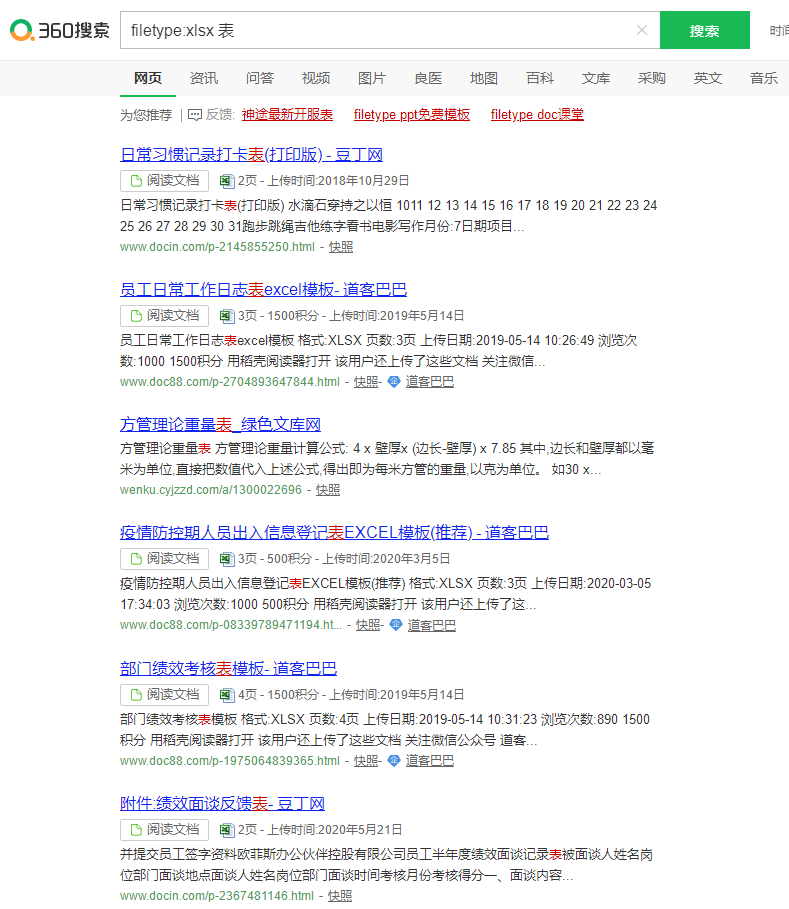 360搜索 filetype:xlsx 表 搜索 时间
网页 资讯 问答 视频 图片 良医 地图 百科 文库 采购 英文 音乐
为您推荐 反馈: 神途最新开服表 filetype ppt免费模板 filetype doc课堂
日常习惯记录打卡表(打印版) - 豆丁网
阅读文档 2页 - 上传时间:2018年10月29日
日常习惯记录打卡表(打印版) 水滴石穿持之以恒 1011 12 13 14 15 16 17 18 19 20 21 22 23 24
25 26 27 28 29 30 31跑步跳绳吉他练字看书电影写作月份:7日期项目...
www.docin.com/p-2145855250.html - 快照
员工日常工作日志表excel模板- 道客巴巴
阅读文档 3页 - 1500积分 - 上传时间:2019年5月14日
员工日常工作日志表excel模板 格式:XLSX 页数:3页 上传日期:2019-05-14 10:26:49 浏览次
数:1000 1500积分 用稻壳阅读器打开 该用户还上传了这些文档 关注微信...
www.doc88.com/p-2704893647844.html - 快照- 道客巴巴
方管理论重量表_绿色文库网
方管理论重量表 方管理论重量计算公式: 4 x 壁厚x (边长-壁厚) x 7.85 其中,边长和壁厚都以毫
米为单位,直接把数值代入上述公式,得出即为每米方管的重量,以克为单位。 如30 x...
wenku.cyjzzd.com/a/1300022696 - 快照
疫情防控期人员出入信息登记表EXCEL模板(推荐) - 道客巴巴
阅读文档 3页 - 500积分 - 上传时间:2020年3月5日
疫情防控期人员出入信息登记表EXCEL模板(推荐) 格式:XLSX 页数:3页 上传日期:2020-03-05
17:34:03 浏览次数:1000 500积分 用稻壳阅读器打开 该用户还上传了这...
www.doc88.com/p-08339789471194.ht... - 快照- 道客巴巴
部门绩效考核表模板- 道客巴巴
阅读文档 4页 - 1500积分 - 上传时间:2019年5月14日
部门绩效考核表模板 格式:XLSX 页数:4页 上传日期:2019-05-14 10:31:23 浏览次数:890 1500
积分 用稻壳阅读器打开 该用户还上传了这些文档 关注微信公众号 道客...
www.doc88.com/p-1975064839365.html - 快照- 道客巴巴
附件:绩效面谈反馈表- 豆丁网
阅读文档 2页 - 上传时间:2020年5月21日
并提交员工签字资料欧菲斯办公伙伴控股有限公司员工半年度绩效面谈记录表被面谈人姓名岗
位部门面谈地点面谈人姓名岗位部门面谈时间考核月份考核得分一、面谈内容...
www.docin.com/p-2367481146.html - 快照